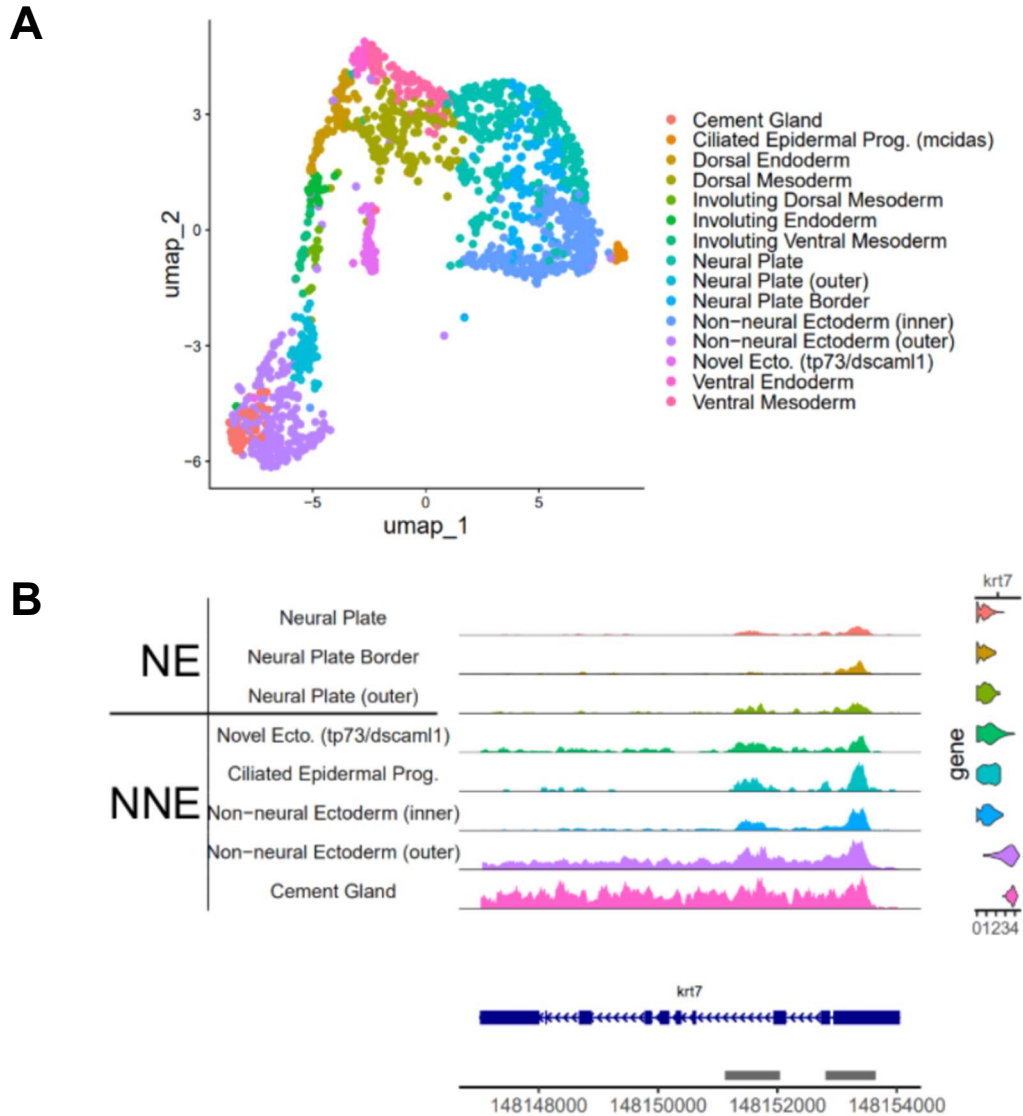 A
3
0
−3
−6
umap_2
−5
0
5
umap_1
Cement Gland
Ciliated Epidermal Prog. (mcidas)
Dorsal Endoderm
Dorsal Mesoderm
Involuting Dorsal Mesoderm
Involuting Endoderm
Involuting Ventral Mesoderm
Neural Plate
Neural Plate (outer)
Neural Plate Border
Non−neural Ectoderm (inner)
Non−neural Ectoderm (outer)
Novel Ecto. (tp73/dscaml1)
Ventral Endoderm
Ventral Mesoderm
B
krt7
NE
Neural Plate
Neural Plate Border
Neural Plate (outer)
NNE
Novel Ecto. (tp73/dscaml1)
Ciliated Epidermal Prog.
Non−neural Ectoderm (inner)
Non−neural Ectoderm (outer)
Cement Gland
gene
01234
krt7
148148000 148150000 148152000 148154000